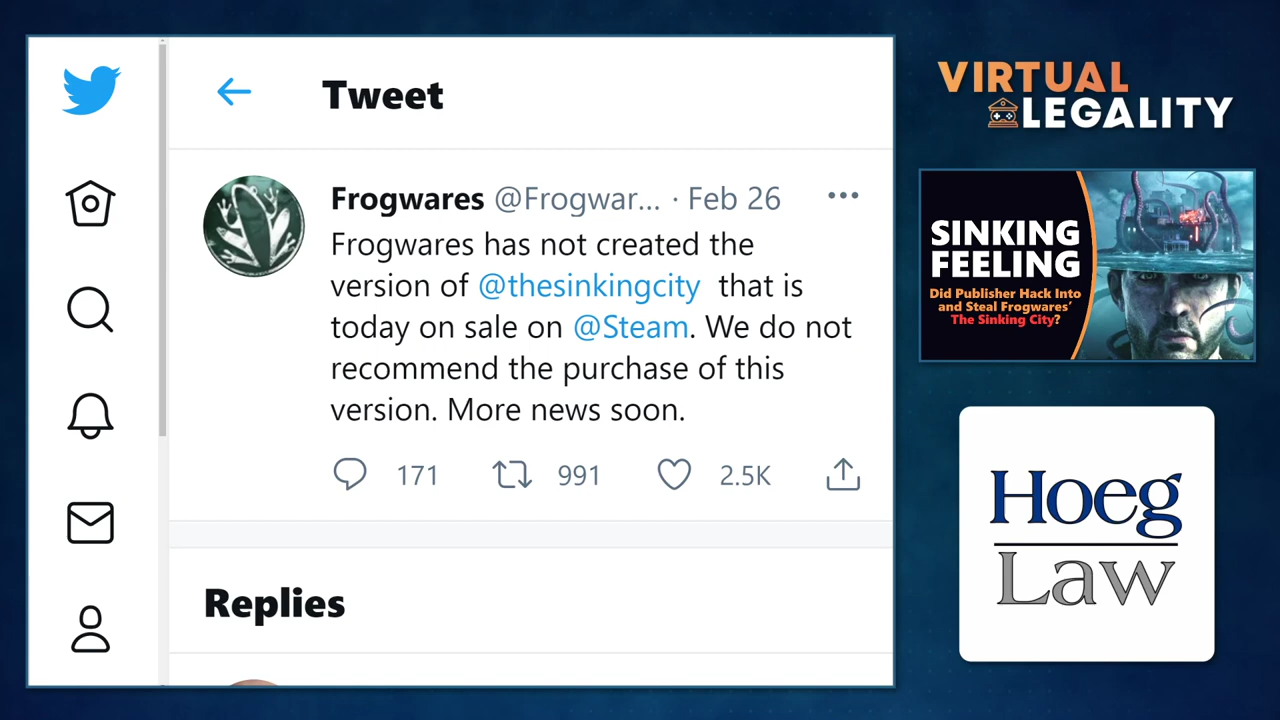 Tweet
Frogwares @Frogwar... · Feb 26 ...
Frogwares has not created the
version of @thesinkingcity that is
today on sale on @Steam. We do not
recommend the purchase of this
version. More news soon.
171 991 2.5K
Replies
VIRTUAL
LEGALITY
SINKING
FEELING
Did Publisher Hack Into
and Steal Frogwares'
The Sinking City?
Hoeg
Law